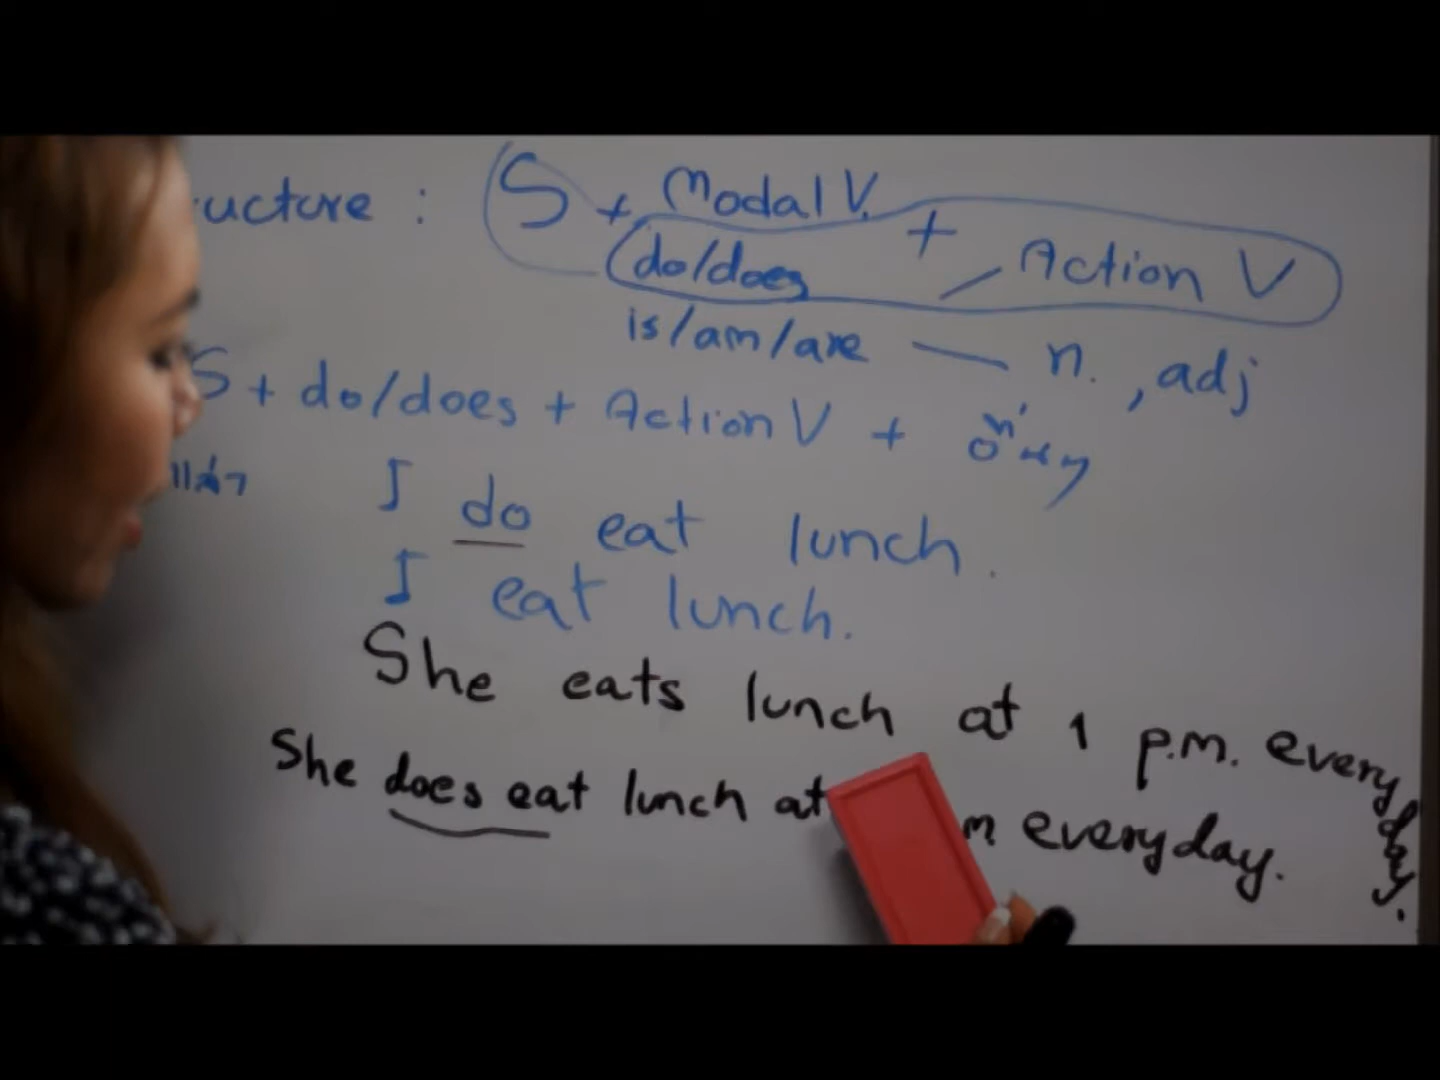 ucture : S + Modal V. + Action V
do/does
is/am/are — n. , adj
S + do/does + Action V + อื่นๆ
I do eat lunch.
I eat lunch.
She eats lunch at 1 p.m. everyday.
She does eat lunch at m everyday.